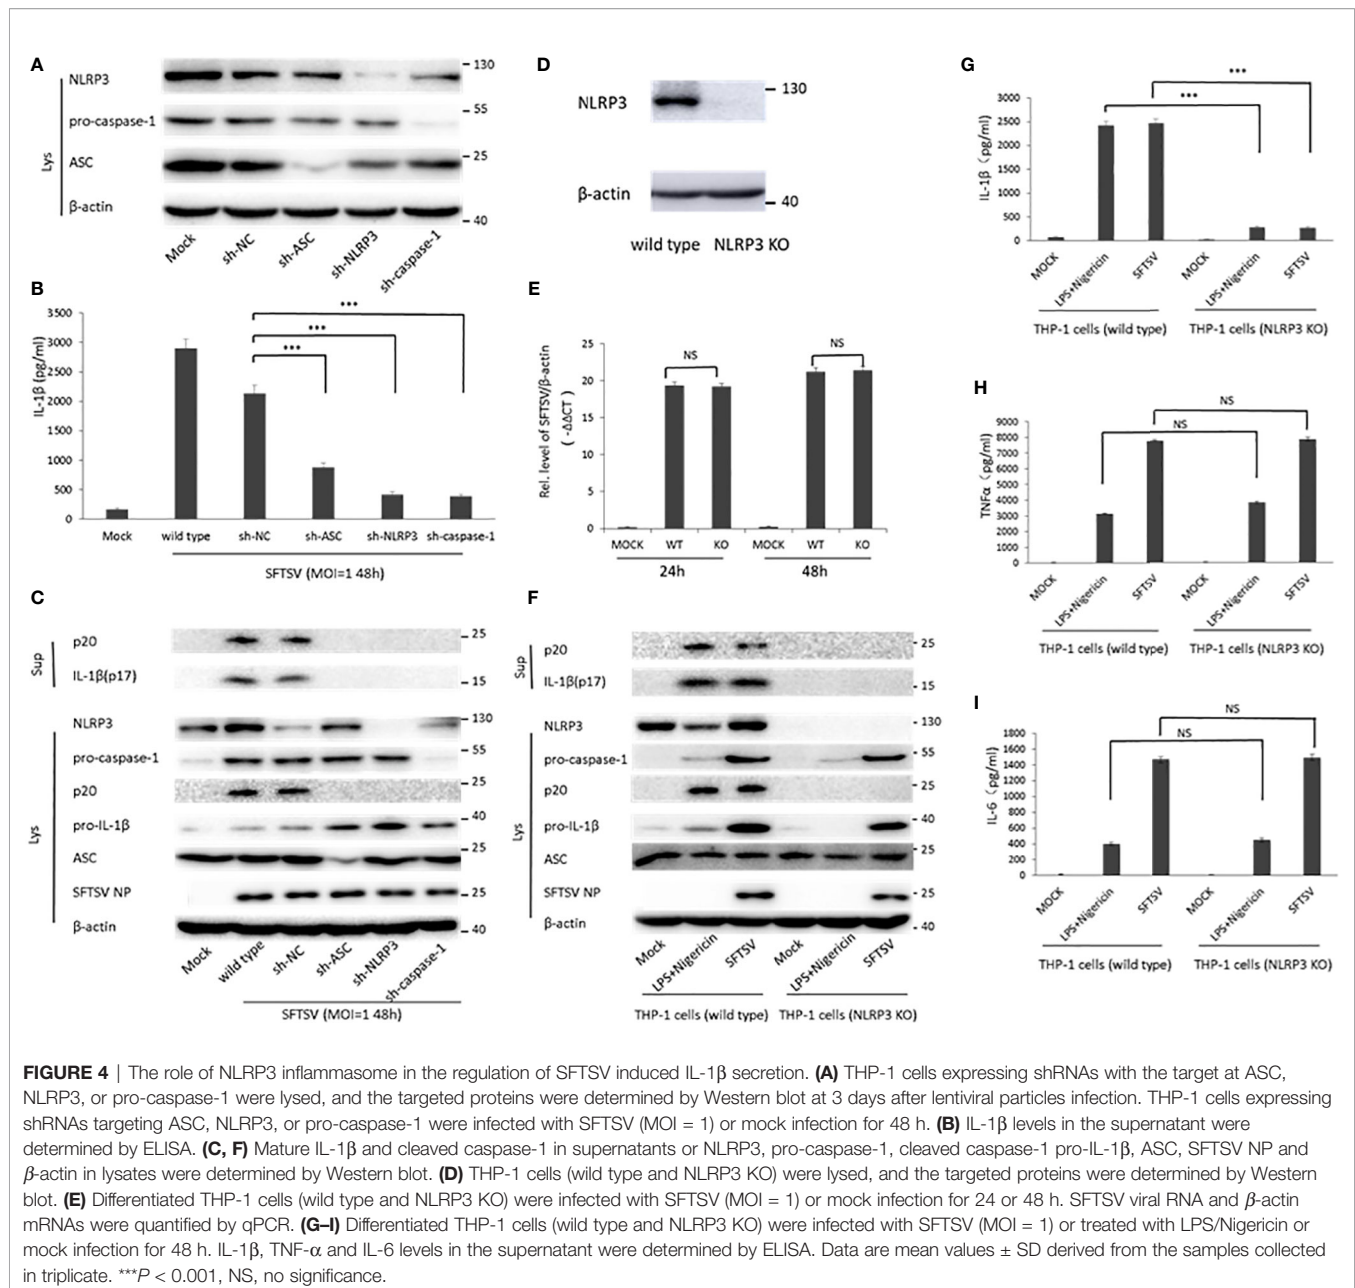 A
NLRP3
pro-caspase-1
ASC
β-actin
Lys
130
55
25
40
Mock
sh-NC
sh-ASC
sh-NLRP3
sh-caspase-1
B
IL-1β (pg/ml)
3500
3000
2500
2000
1500
1000
500
0
***
***
***
Mock
wild type
sh-NC
sh-ASC
sh-NLRP3
sh-caspase-1
SFTSV (MOI=1 48h)
C
Sup
p20
IL-1β(p17)
25
15
Lys
NLRP3
pro-caspase-1
p20
pro-IL-1β
ASC
SFTSV NP
β-actin
130
55
25
40
25
25
40
Mock
wild type
sh-NC
sh-ASC
sh-NLRP3
sh-caspase-1
SFTSV (MOI=1 48h)
D
NLRP3
130
β-actin
40
wild type
NLRP3 KO
E
Rel. level of SFTSV/β-actin
( -ΔΔCT )
25
20
15
10
5
0
NS
NS
MOCK
WT
KO
MOCK
WT
KO
24h
48h
F
Sup
p20
IL-1β(p17)
25
15
Lys
NLRP3
pro-caspase-1
p20
pro-IL-1β
ASC
SFTSV NP
β-actin
130
55
25
40
25
25
40
Mock
LPS+Nigericin
SFTSV
Mock
LPS+Nigericin
SFTSV
THP-1 cells (wild type)
THP-1 cells (NLRP3 KO)
G
IL-1β (pg/ml)
3000
2500
2000
1500
1000
500
0
***
***
MOCK
LPS+Nigericin
SFTSV
MOCK
LPS+Nigericin
SFTSV
THP-1 cells (wild type)
THP-1 cells (NLRP3 KO)
H
TNFα (pg/ml)
9000
8000
7000
6000
5000
4000
3000
2000
1000
0
NS
NS
MOCK
LPS+Nigericin
SFTSV
MOCK
LPS+Nigericin
SFTSV
THP-1 cells (wild type)
THP-1 cells (NLRP3 KO)
I
IL-6 (pg/ml)
1800
1600
1400
1200
1000
800
600
400
200
0
NS
NS
MOCK
LPS+Nigericin
SFTSV
MOCK
LPS+Nigericin
SFTSV
THP-1 cells (wild type)
THP-1 cells (NLRP3 KO)
FIGURE 4 | The role of NLRP3 inflammasome in the regulation of SFTSV induced IL-1β secretion. (A) THP-1 cells expressing shRNAs with the target at ASC,
NLRP3, or pro-caspase-1 were lysed, and the targeted proteins were determined by Western blot at 3 days after lentiviral particles infection. THP-1 cells expressing
shRNAs targeting ASC, NLRP3, or pro-caspase-1 were infected with SFTSV (MOI = 1) or mock infection for 48 h. (B) IL-1β levels in the supernatant were
determined by ELISA. (C, F) Mature IL-1β and cleaved caspase-1 in supernatants or NLRP3, pro-caspase-1, cleaved caspase-1 pro-IL-1β, ASC, SFTSV NP and
β-actin in lysates were determined by Western blot. (D) THP-1 cells (wild type and NLRP3 KO) were lysed, and the targeted proteins were determined by Western
blot. (E) Differentiated THP-1 cells (wild type and NLRP3 KO) were infected with SFTSV (MOI = 1) or mock infection for 24 or 48 h. SFTSV viral RNA and β-actin
mRNAs were quantified by qPCR. (G–I) Differentiated THP-1 cells (wild type and NLRP3 KO) were infected with SFTSV (MOI = 1) or treated with LPS/Nigericin or
mock infection for 48 h. IL-1β, TNF-α and IL-6 levels in the supernatant were determined by ELISA. Data are mean values ± SD derived from the samples collected
in triplicate. ***P < 0.001, NS, no significance.